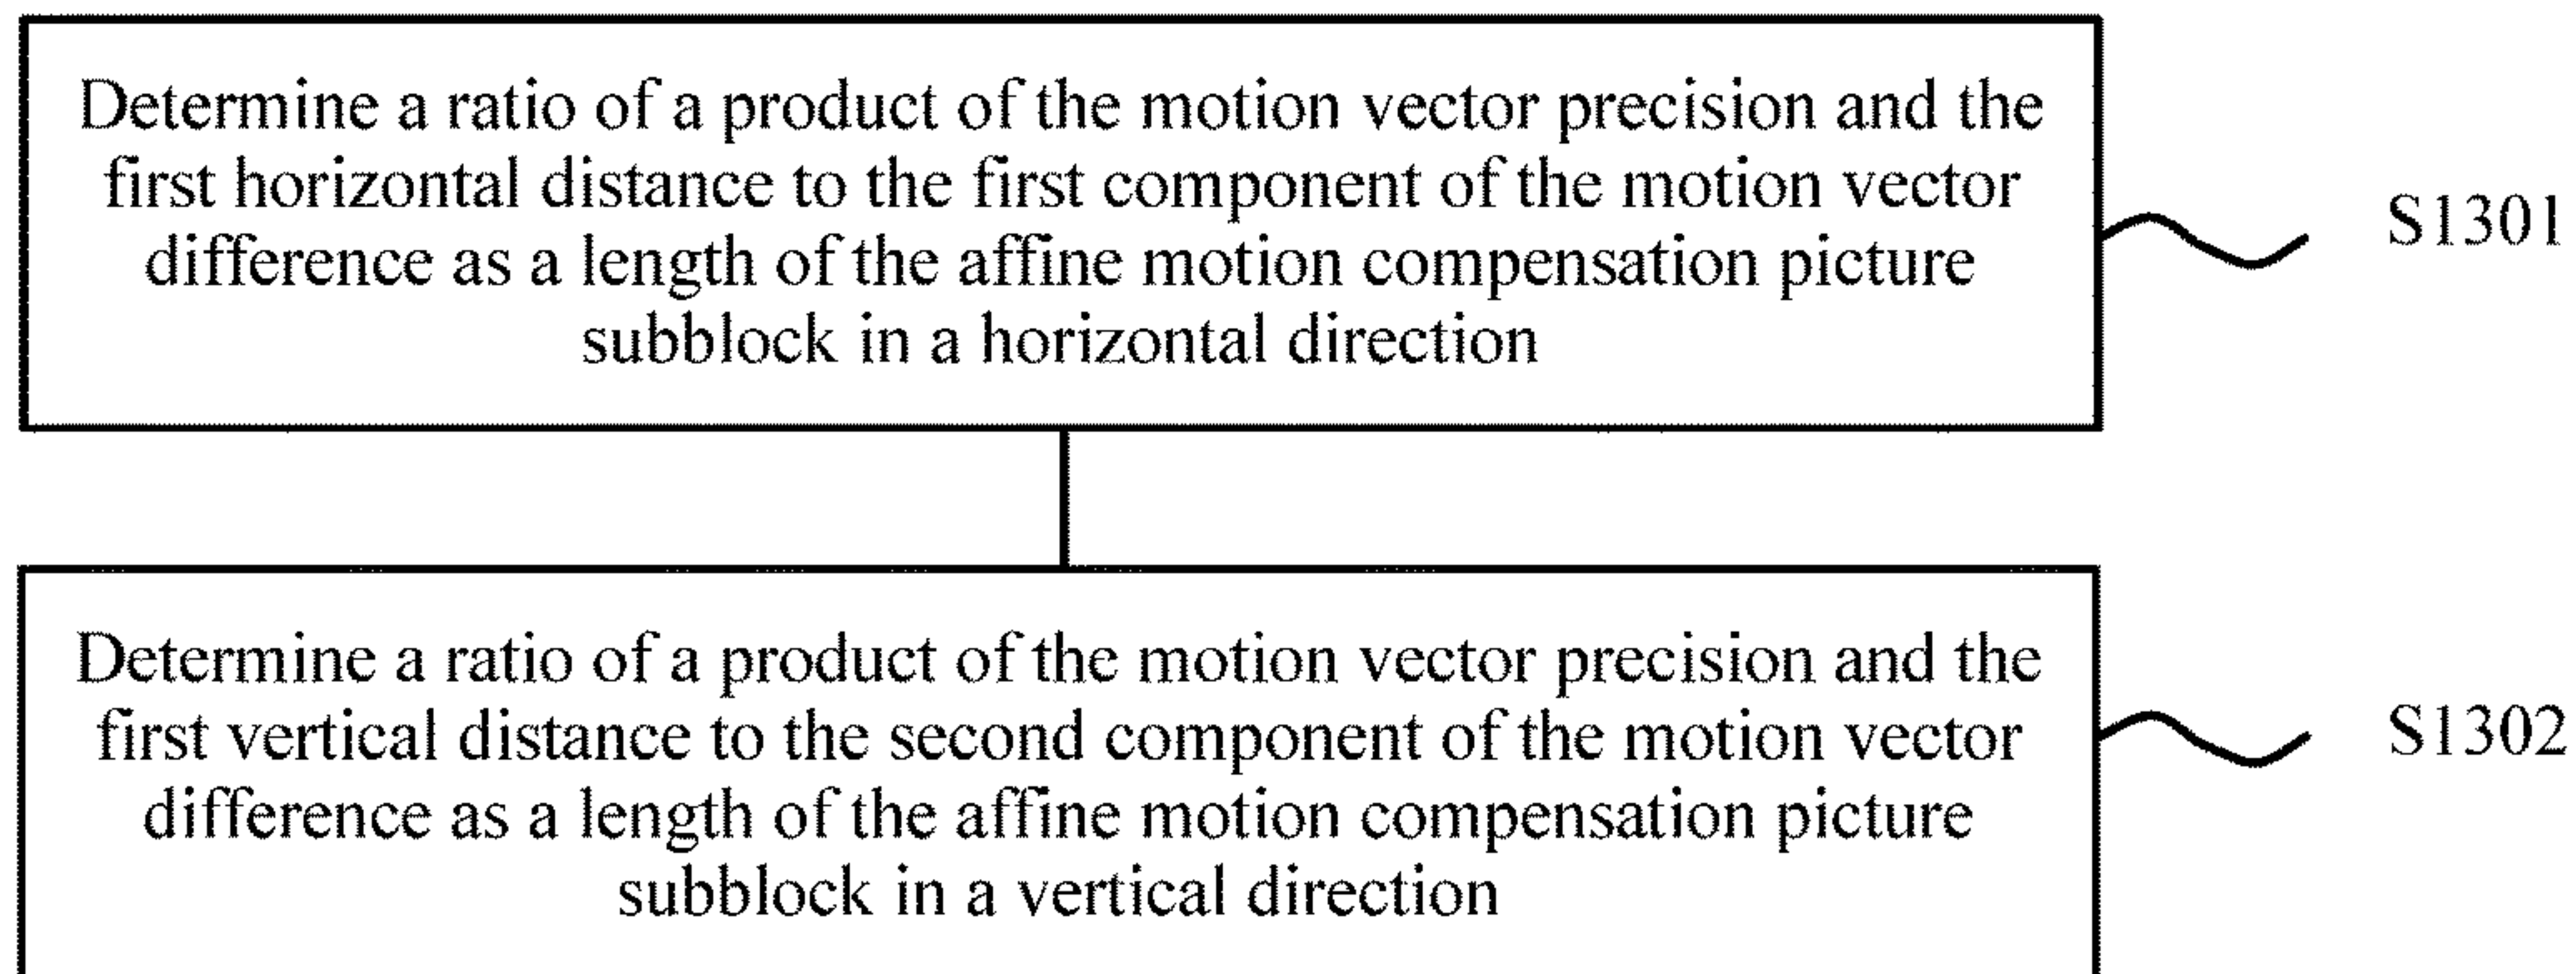 Determine a ratio of a product of the motion vector precision and the
first horizontal distance to the first component of the motion vector
difference as a length of the affine motion compensation picture
subblock in a horizontal direction
S1301
Determine a ratio of a product of the motion vector precision and the
first vertical distance to the second component of the motion vector
difference as a length of the affine motion compensation picture
subblock in a vertical direction
S1302